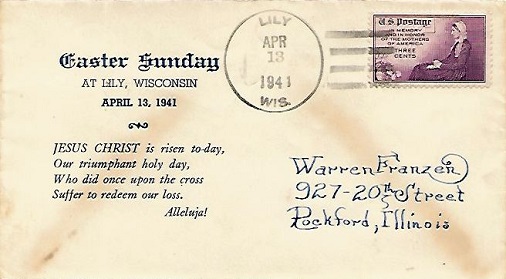 Easter Sunday
AT LILY, WISCONSIN
APRIL 13, 1941
JESUS CHRIST is risen to-day,
Our triumphant holy day,
Who did once upon the cross
Suffer to redeem our loss.
Alleluja!
LILY
APR
13
1941
WIS.
U.S. Postage
IN MEMORY
AND IN HONOR
OF THE MOTHERS
OF AMERICA
THREE
CENTS
Warren Franzen
927-20th Street
Rockford, Illinois